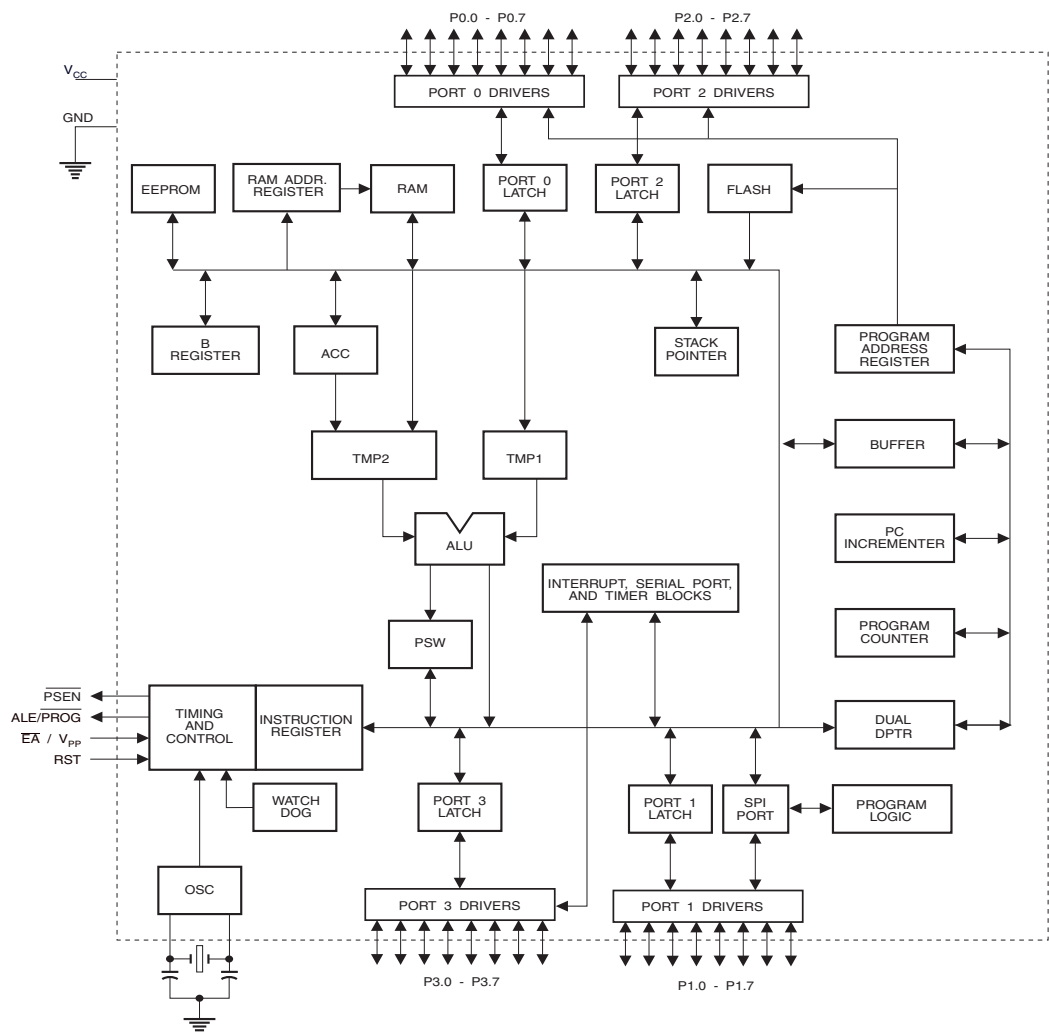 P0.0 - P0.7
P2.0 - P2.7
VCC
GND
PORT 0 DRIVERS
PORT 2 DRIVERS
EEPROM
RAM ADDR.
REGISTER
RAM
PORT 0
LATCH
PORT 2
LATCH
FLASH
B
REGISTER
ACC
STACK
POINTER
PROGRAM
ADDRESS
REGISTER
TMP2
TMP1
BUFFER
ALU
PC
INCREMENTER
INTERRUPT, SERIAL PORT,
AND TIMER BLOCKS
PSW
PROGRAM
COUNTER
PSEN
ALE/PROG
EA / VPP
RST
TIMING
AND
CONTROL
INSTRUCTION
REGISTER
DUAL
DPTR
WATCH
DOG
PORT 3
LATCH
PORT 1
LATCH
SPI
PORT
PROGRAM
LOGIC
OSC
PORT 3 DRIVERS
PORT 1 DRIVERS
P3.0 - P3.7
P1.0 - P1.7